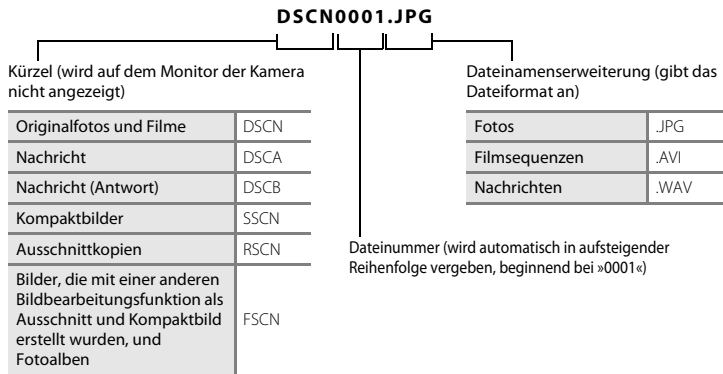 DSCN0001.JPG
Kürzel (wird auf dem Monitor der Kamera
nicht angezeigt)
Originalfotos und Filme DSCN
Nachricht DSCA
Nachricht (Antwort) DSCB
Kompaktbilder SSCN
Ausschnittkopien RSCN
Bilder, die mit einer anderen
Bildbearbeitungsfunktion als
Ausschnitt und Kompaktbild FSCN
erstellt wurden, und
Fotoalben
Dateinamenserweiterung (gibt das
Dateiformat an)
Fotos .JPG
Filmsequenzen .AVI
Nachrichten .WAV
Dateinummer (wird automatisch in aufsteigender
Reihenfolge vergeben, beginnend bei »0001«)